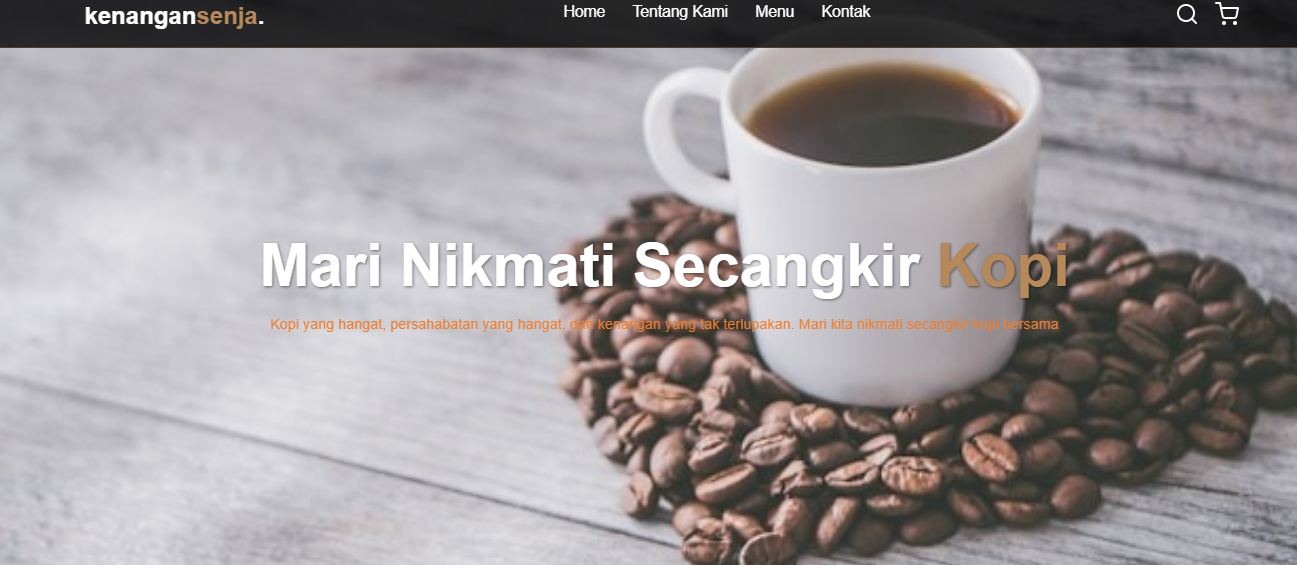 kenangansenja.
Home Tentang Kami Menu Kontak
Mari Nikmati Secangkir Kopi
Kopi yang hangat, persahabatan yang hangat, dan kenangan yang tak terlupakan. Mari kita nikmati secangkir kopi bersama